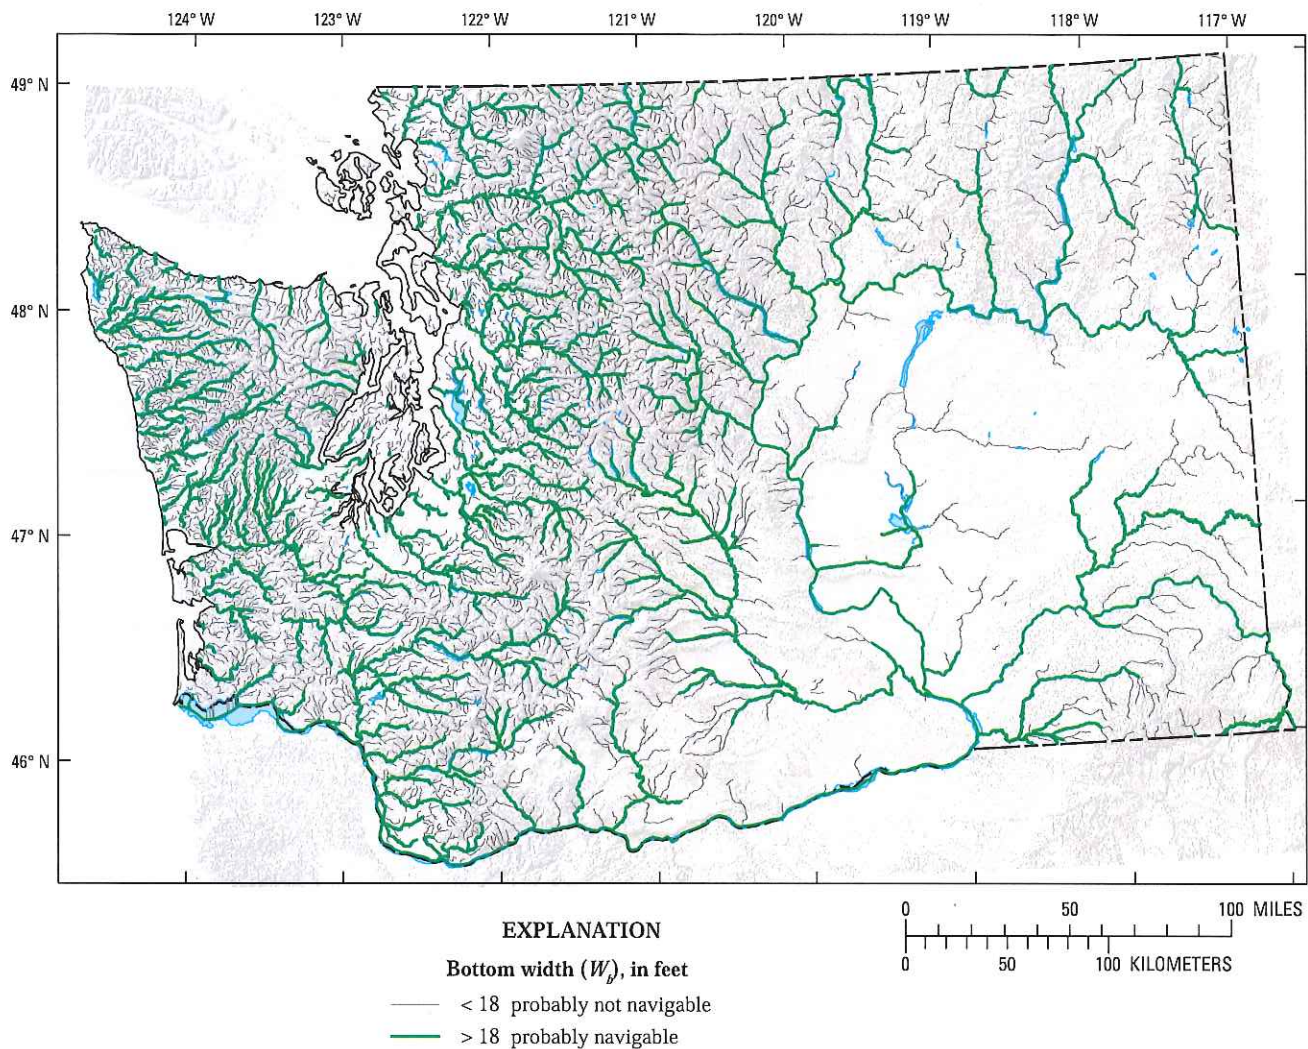 124° W 123° W 122° W 121° W 120° W 119° W 118° W 117° W
49° N
48° N
47° N
46° N
EXPLANATION
Bottom width (W_b), in feet
< 18 probably not navigable
> 18 probably navigable
0 50 100 MILES
0 50 100 KILOMETERS